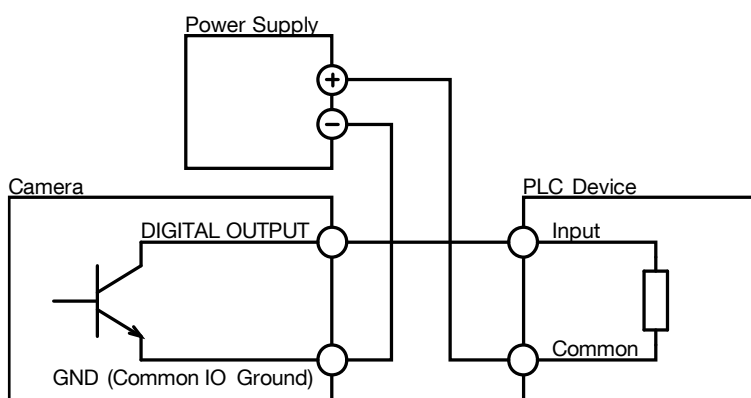 Power Supply
+
−
Camera
PLC Device
DIGITAL OUTPUT
Input
Common
GND (Common IO Ground)